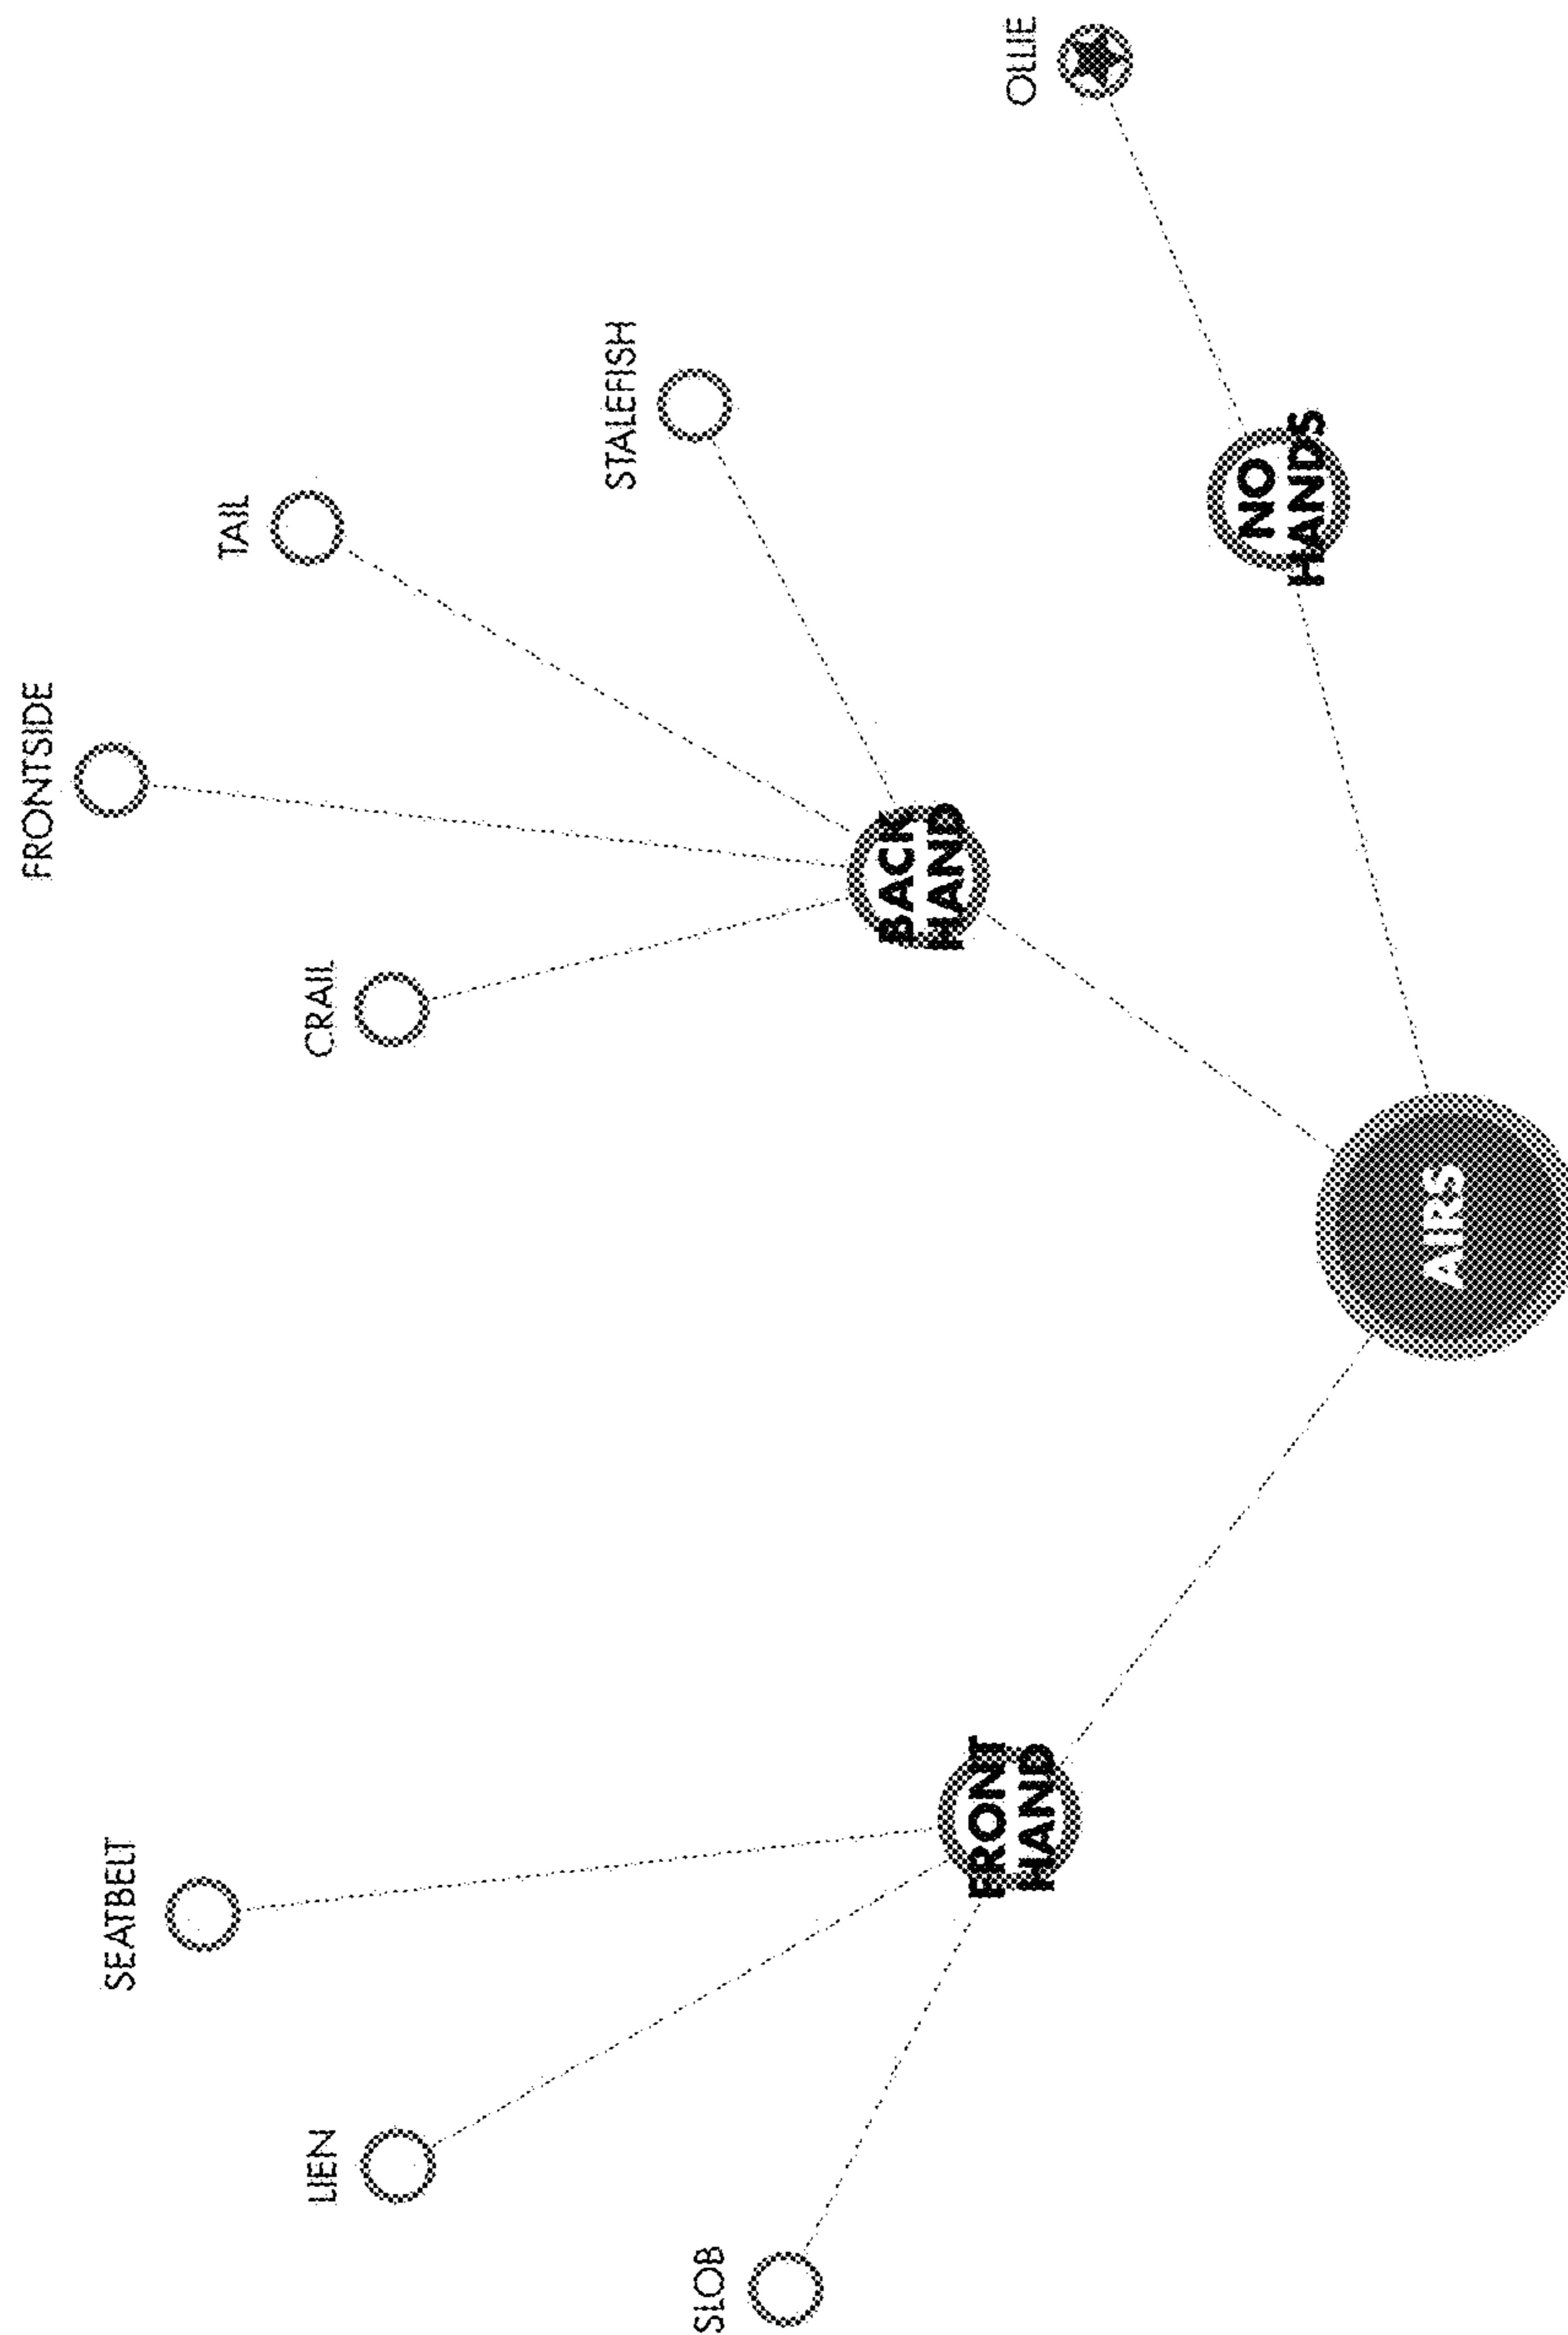 SEATBELT
LIEN
SLOB
FRONT
HAND
FRONTSIDE
CRAIL
TAIL
STALEFISH
BACK
HAND
OLLIE
NO
HANDS
AIRS